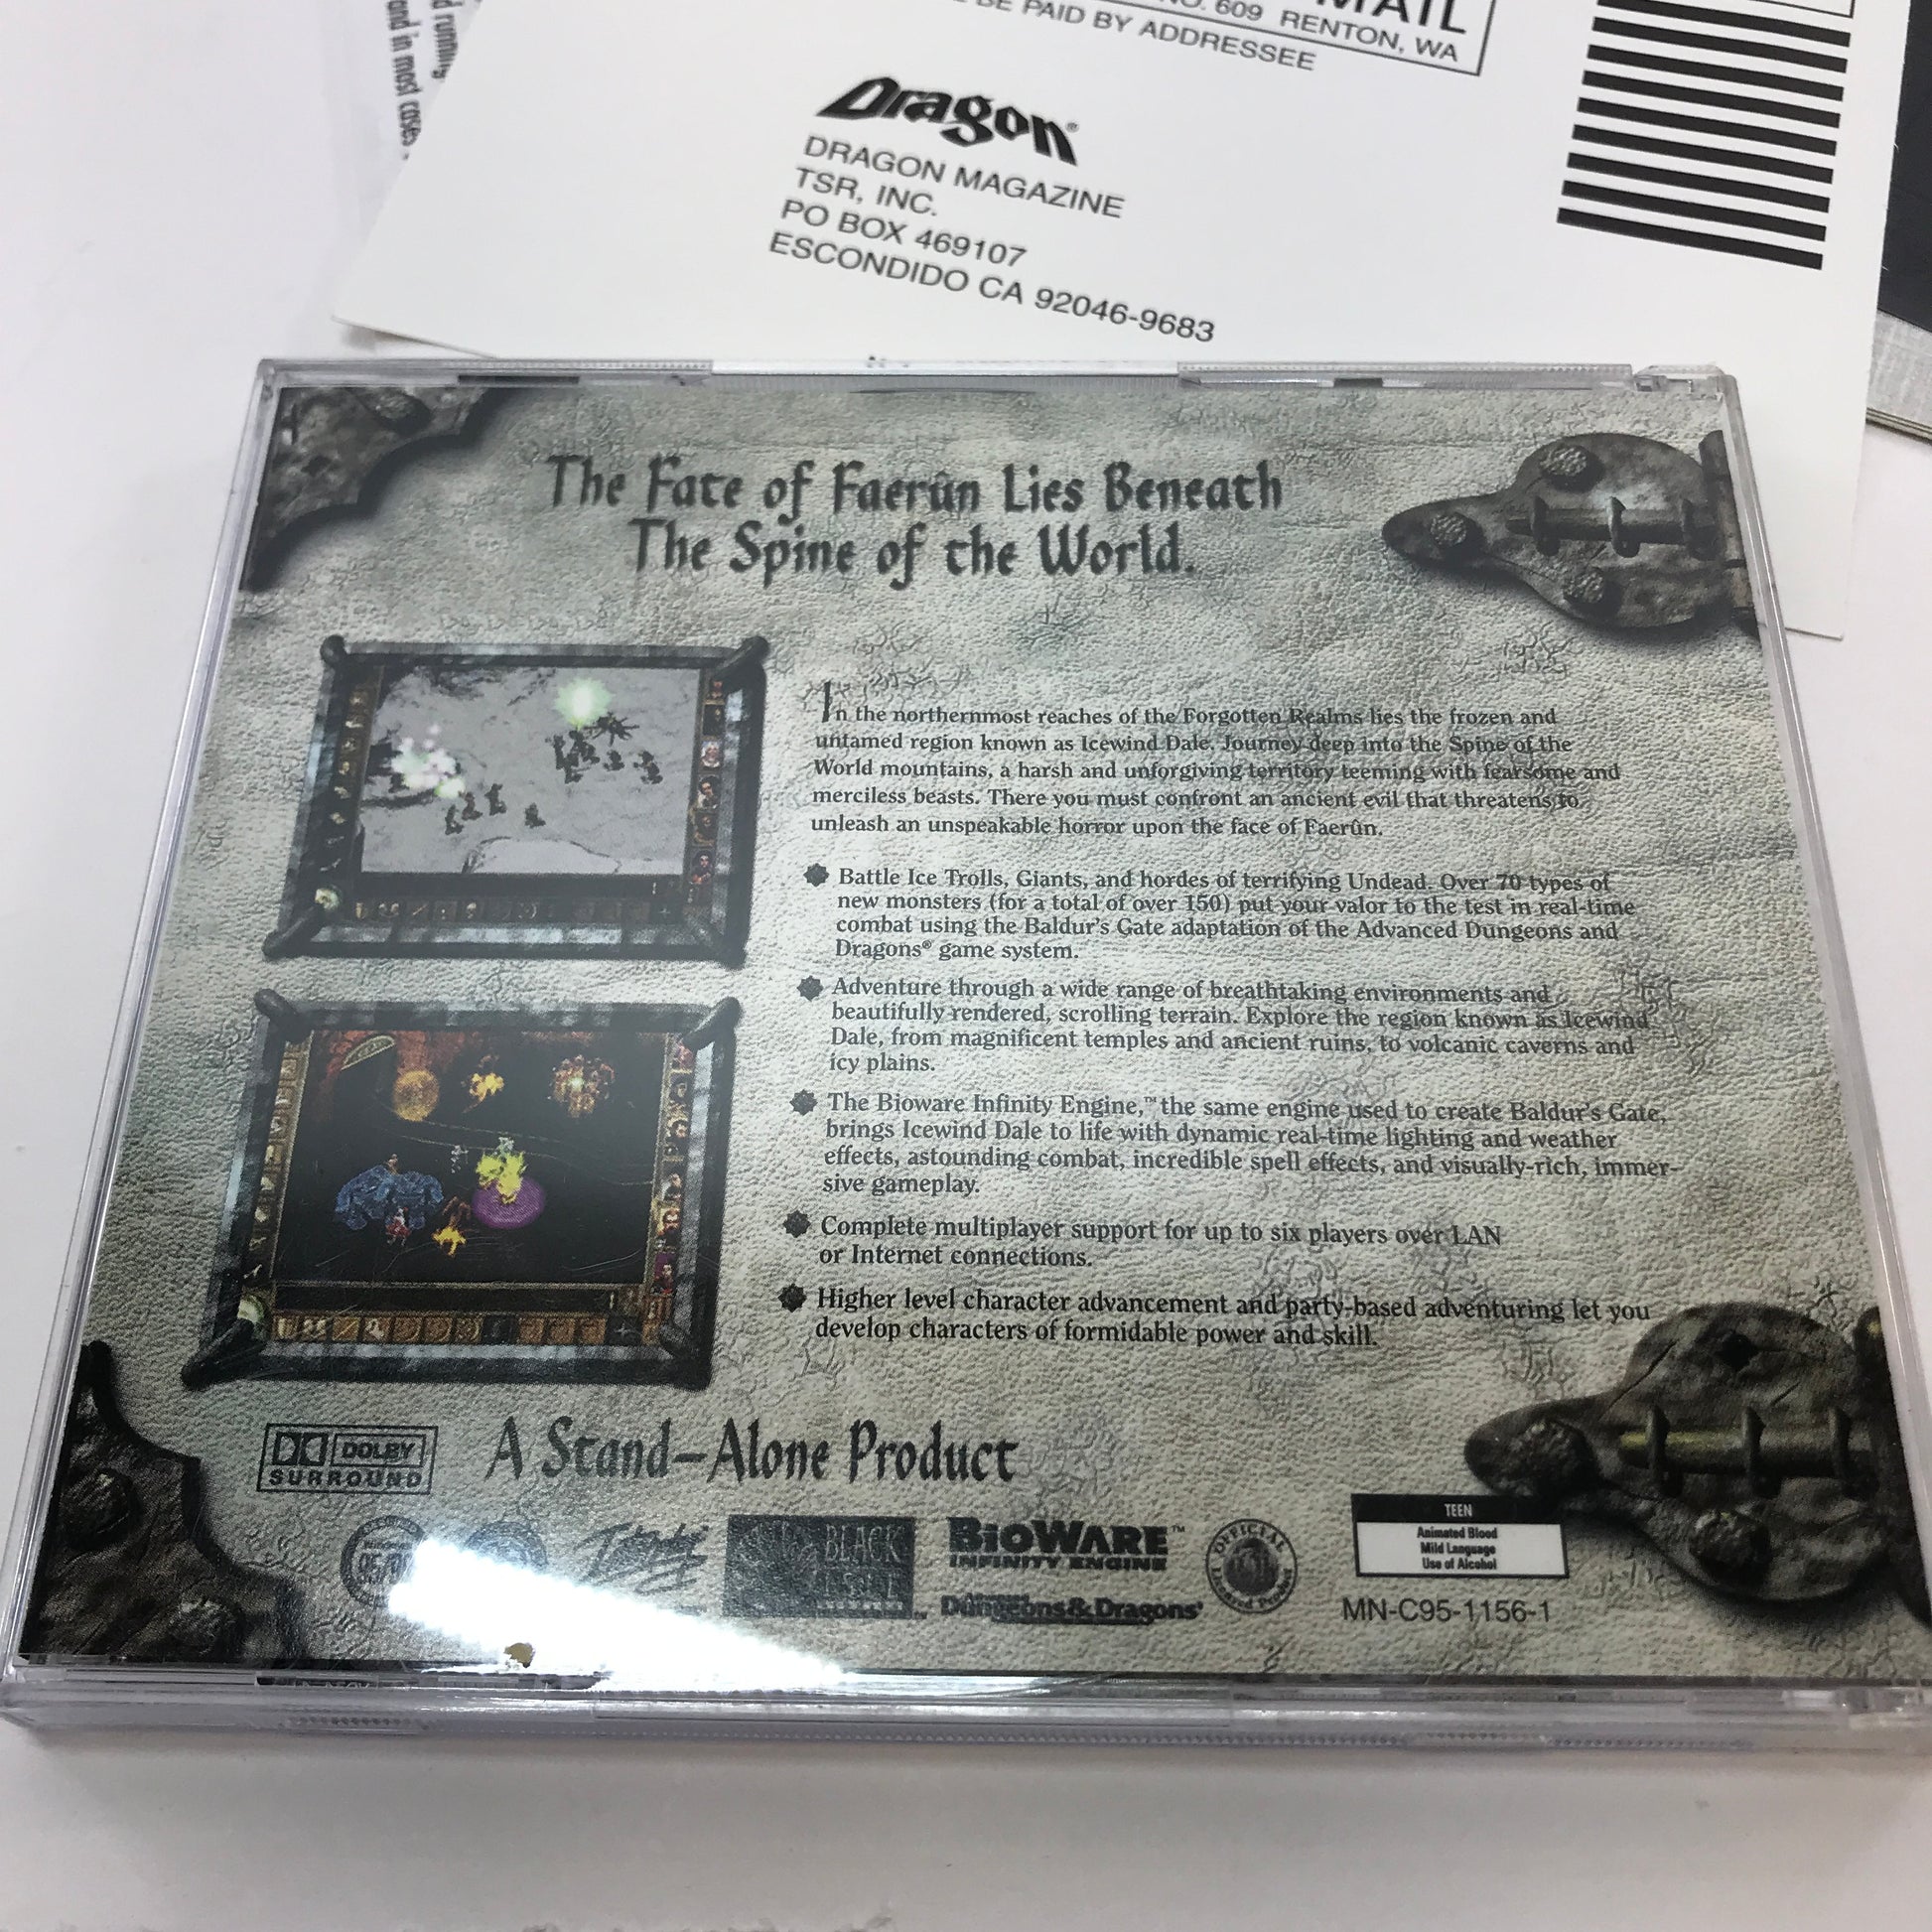 d running
and in most cases
MAIL
NO. 609 RENTON, WA
BE PAID BY ADDRESSEE
Dragon®
DRAGON MAGAZINE
TSR, INC.
PO BOX 469107
ESCONDIDO CA 92046-9683
The Fate of Faerûn Lies Beneath
The Spine of the World.
In the northernmost reaches of the Forgotten Realms lies the frozen and
untamed region known as Icewind Dale. Journey deep into the Spine of the
World mountains, a harsh and unforgiving territory teeming with fearsome and
merciless beasts. There you must confront an ancient evil that threatens to
unleash an unspeakable horror upon the face of Faerûn.
Battle Ice Trolls, Giants, and hordes of terrifying Undead. Over 70 types of
new monsters (for a total of over 150) put your valor to the test in real-time
combat using the Baldur's Gate adaptation of the Advanced Dungeons and
Dragons® game system.
Adventure through a wide range of breathtaking environments and
beautifully rendered, scrolling terrain. Explore the region known as Icewind
Dale, from magnificent temples and ancient ruins, to volcanic caverns and
icy plains.
The Bioware Infinity Engine,™ the same engine used to create Baldur's Gate,
brings Icewind Dale to life with dynamic real-time lighting and weather
effects, astounding combat, incredible spell effects, and visually-rich, immer-
sive gameplay.
Complete multiplayer support for up to six players over LAN
or Internet connections.
Higher level character advancement and party-based adventuring let you
develop characters of formidable power and skill.
DOLBY
SURROUND
A Stand-Alone Product
BLACK
ISLE
BIOWARE™
INFINITY ENGINE
Dungeons & Dragons®
OFFICIAL
TEEN
Animated Blood
Mild Language
Use of Alcohol
MN-C95-1156-1